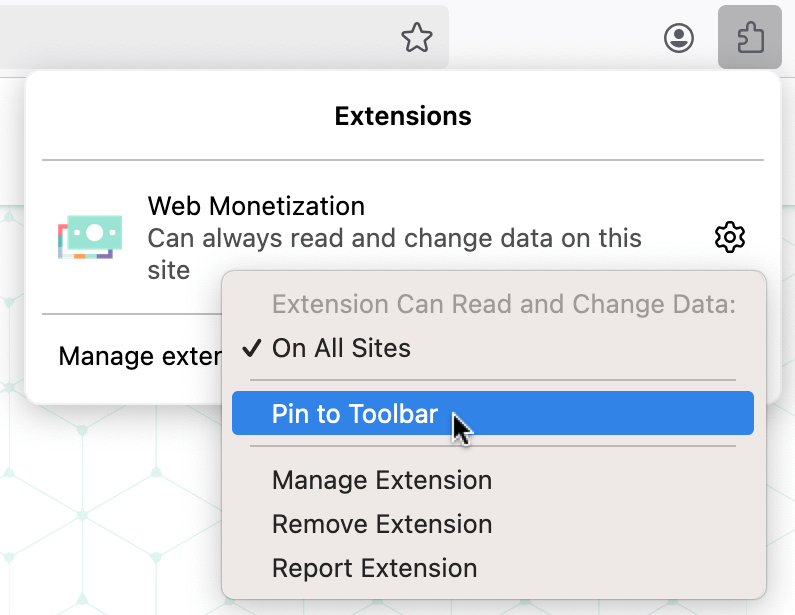 Extensions
Web Monetization
Can always read and change data on this
site
Extension Can Read and Change Data:
On All Sites
Manage exter
Pin to Toolbar
Manage Extension
Remove Extension
Report Extension